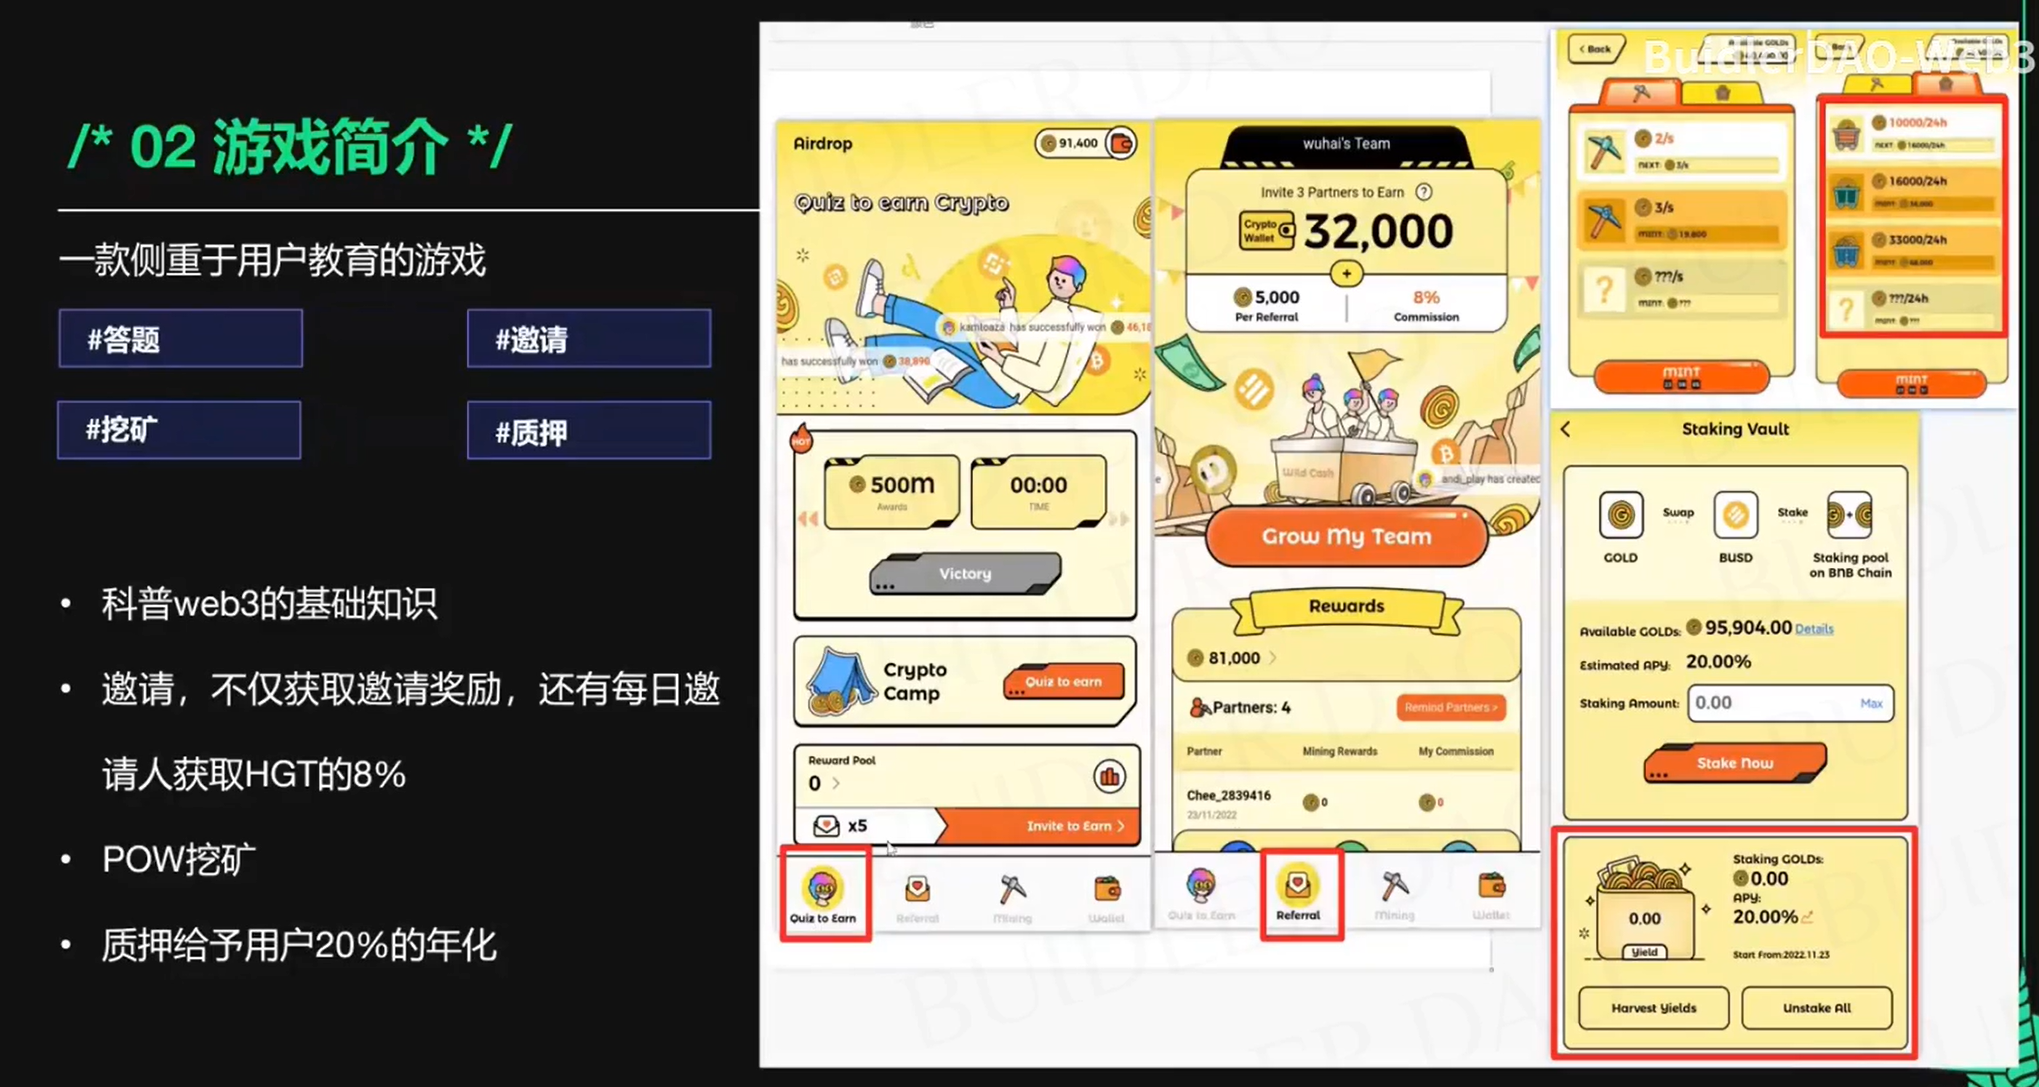 /* 02 游戏简介 */
一款侧重于用户教育的游戏
#答题
#邀请
#挖矿
#质押
• 科普web3的基础知识
• 邀请，不仅获取邀请奖励，还有每日邀
请人获取HGT的8%
• POW挖矿
• 质押给予用户20%的年化
Airdrop
91,400
Quiz to earn Crypto
kamloaza has successfully won 46,18
has successfully won 38,890
HOT
500m
Awards
00:00
TIME
Victory
Crypto
Camp
Quiz to earn
Reward Pool
0 >
x5
Invite to Earn >
Quiz to Earn
Referral
Mining
Wallet
wuhai's Team
Invite 3 Partners to Earn ?
Crypto
Wallet
32,000
+
5,000
Per Referral
8%
Commission
Wild Cash
andi_play has created
Grow My Team
Rewards
81,000 >
Partners: 4
Remind Partners >
Partner
Mining Rewards
My Commission
Chee_2839416
23/11/2022
0
0
Quiz to Earn
Referral
Mining
Wallet
BuidlerDAO-Web3
< Back
Available GOLDs
2/s
NEXT: 3/s
3/s
MINT: 19,800
???/s
MINT: ???
MINT
10000/24h
NEXT: 16000/24h
16000/24h
33000/24h
???/24h
MINT: ???
MINT
Staking Vault
GOLD
Swap
BUSD
Stake
Staking pool
on BNB Chain
Available GOLDs: 95,904.00 Details
Estimated APY: 20.00%
Staking Amount: 0.00 Max
Stake Now
0.00
Yield
Staking GOLDs:
0.00
APY:
20.00%
Start From:2022.11.23
Harvest Yields
Unstake All
BUIDLER DAO